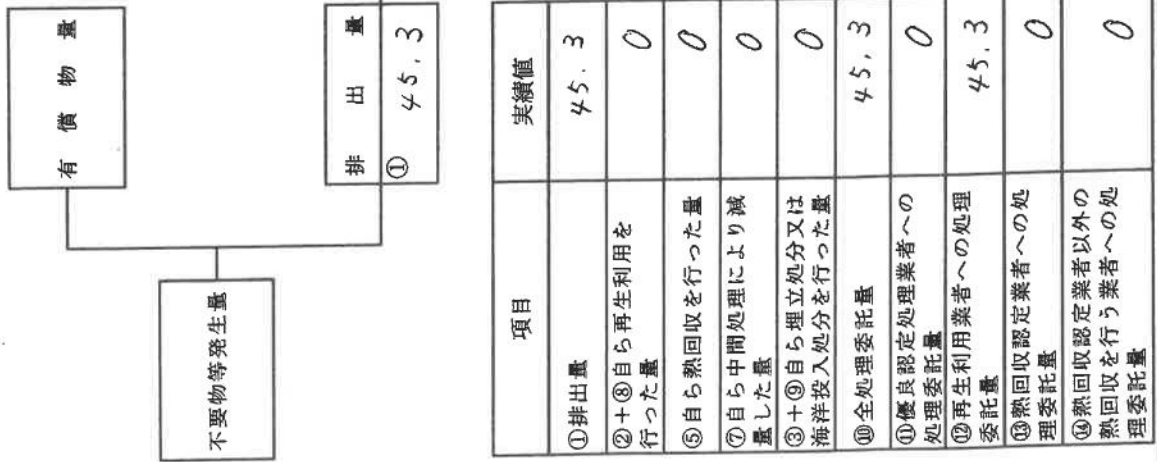 有償物量
不要物等発生量
排出量
① 45.3
項目 実績値
①排出量 45.3
②+⑧自ら再生利用を
行った量 0
⑤自ら熱回収を行った量 0
⑦自ら中間処理により減
量した量 0
③+⑨自ら埋立処分又は
海洋投入処分を行った量 0
⑩全処理委託量 45.3
⑪優良認定処理業者への
処理委託量 0
⑫再生利用業者への処理
委託量 45.3
⑬熱回収認定業者への処
理委託量 0
⑭熱回収認定業者以外の
熱回収を行う業者への処
理委託量 0